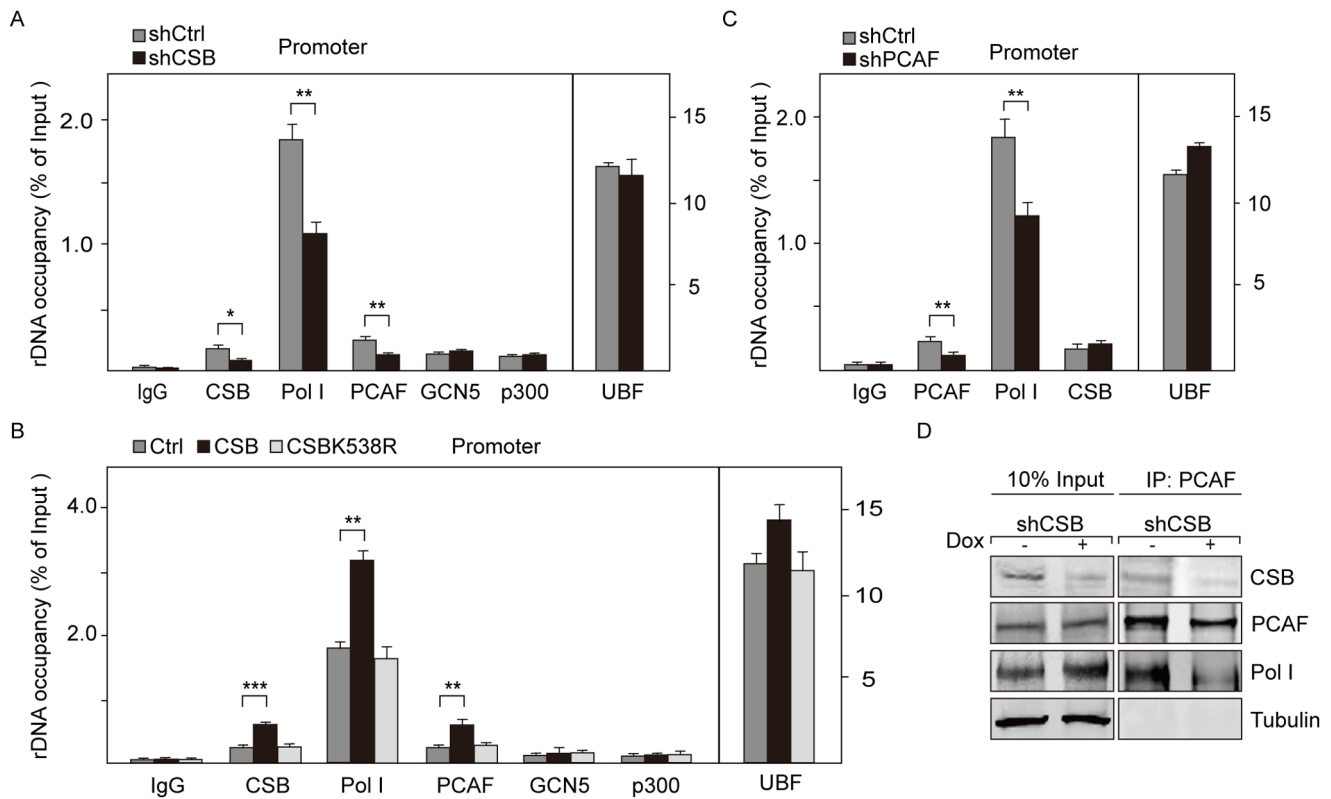 A
shCtrl
shCSB
Promoter
rDNA occupancy (% of Input )
2.0
1.0
15
10
5
**
*
**
IgG CSB Pol I PCAF GCN5 p300 UBF
C
shCtrl
shPCAF
Promoter
rDNA occupancy (% of Input )
2.0
1.0
15
10
5
**
**
IgG PCAF Pol I CSB UBF
B
Ctrl CSB CSBK538R Promoter
rDNA occupancy (% of Input )
4.0
2.0
15
10
5
**
***
**
IgG CSB Pol I PCAF GCN5 p300 UBF
D
10% Input IP: PCAF
shCSB shCSB
Dox - + - +
CSB
PCAF
Pol I
Tubulin